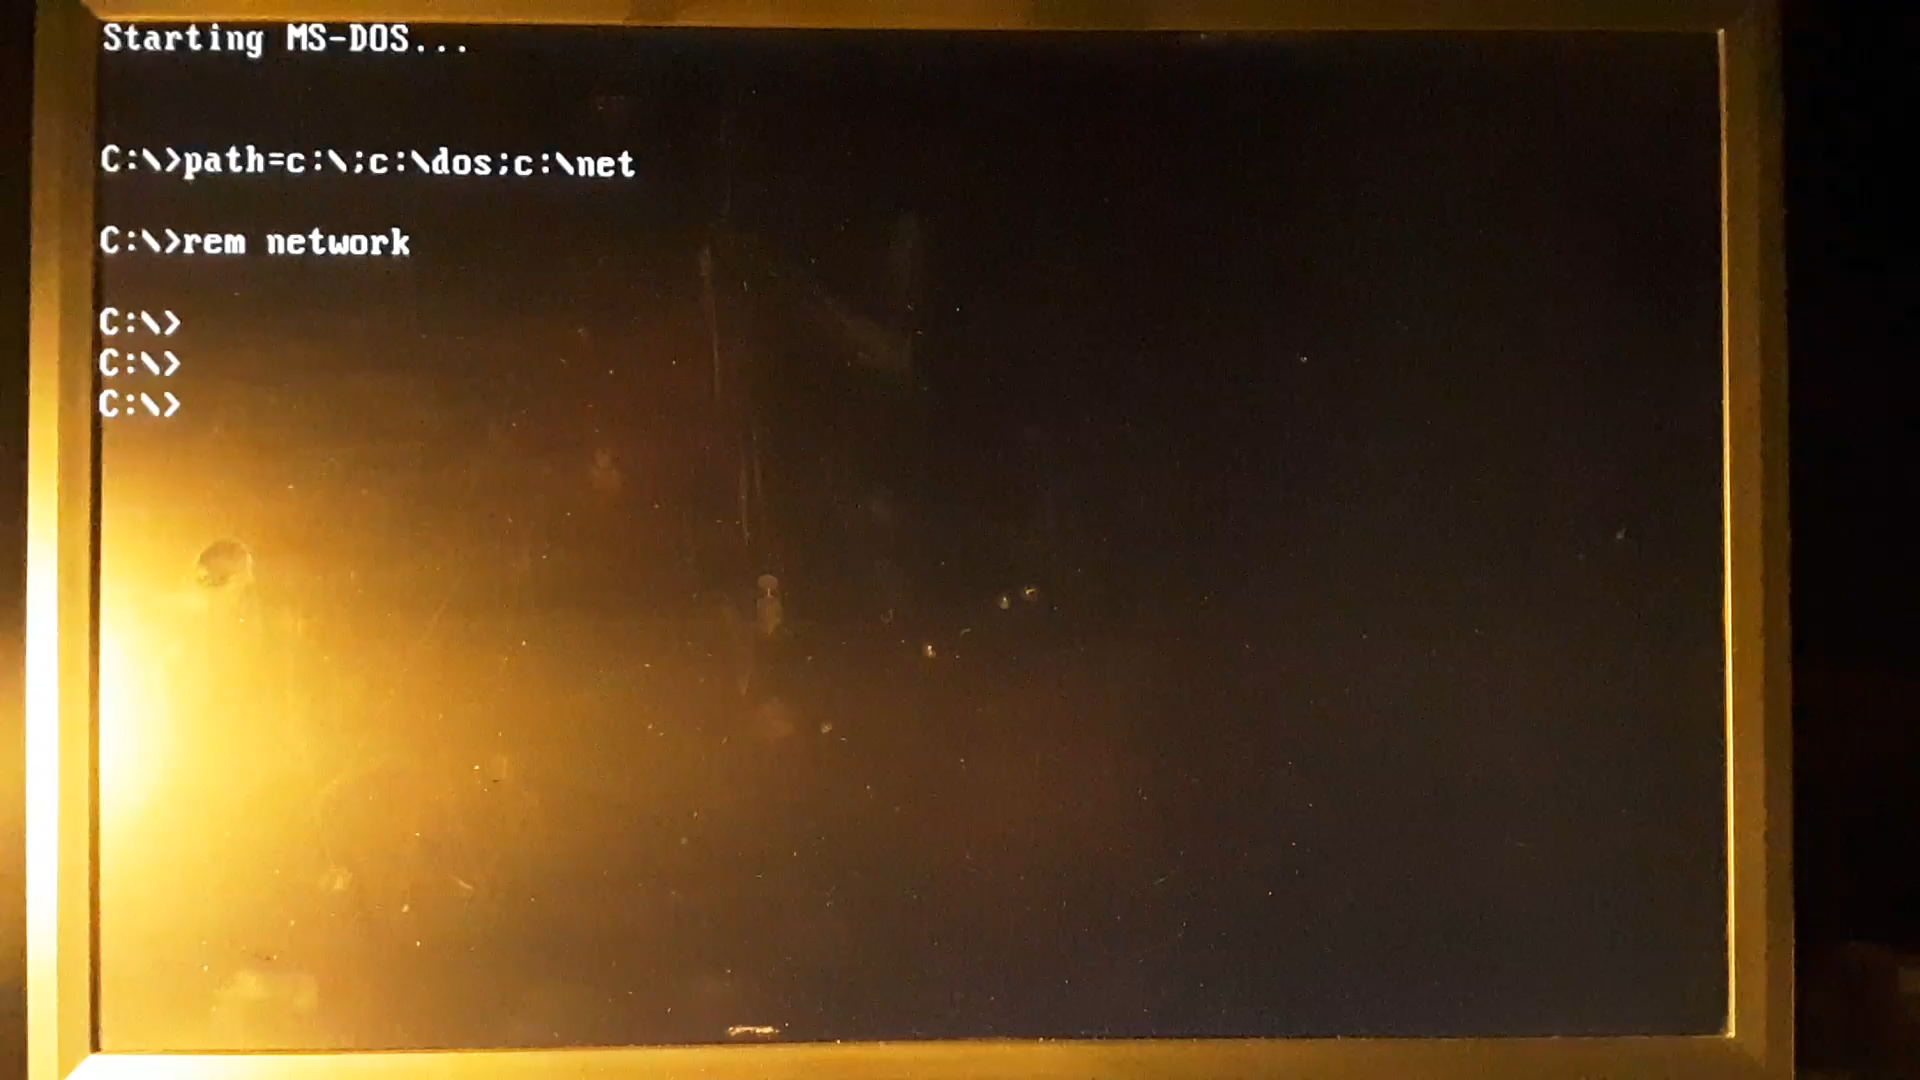 Starting MS-DOS...
C:\>path=c:\;c:\dos;c:\net
C:\>rem network
C:\>
C:\>
C:\>